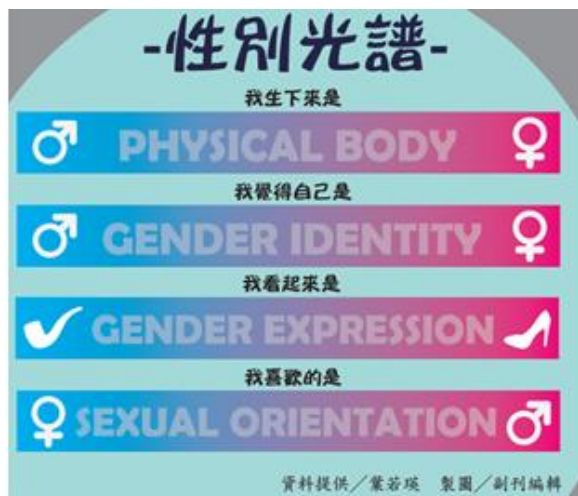 -性別光譜-
我生下來是
PHYSICAL BODY
我覺得自己是
GENDER IDENTITY
我看起來是
GENDER EXPRESSION
我喜歡的是
SEXUAL ORIENTATION
資料提供／葉若瑛 製圖／副刊編輯